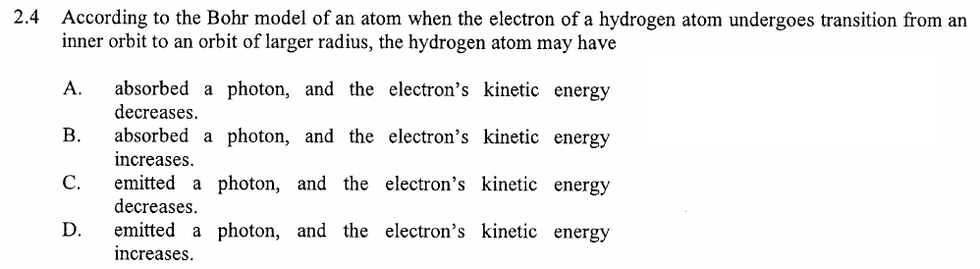 2.4 According to the Bohr model of an atom when the electron of a hydrogen atom undergoes transition from an
inner orbit to an orbit of larger radius, the hydrogen atom may have
A. absorbed a photon, and the electron's kinetic energy
decreases.
B. absorbed a photon, and the electron's kinetic energy
increases.
C. emitted a photon, and the electron's kinetic energy
decreases.
D. emitted a photon, and the electron's kinetic energy
increases.